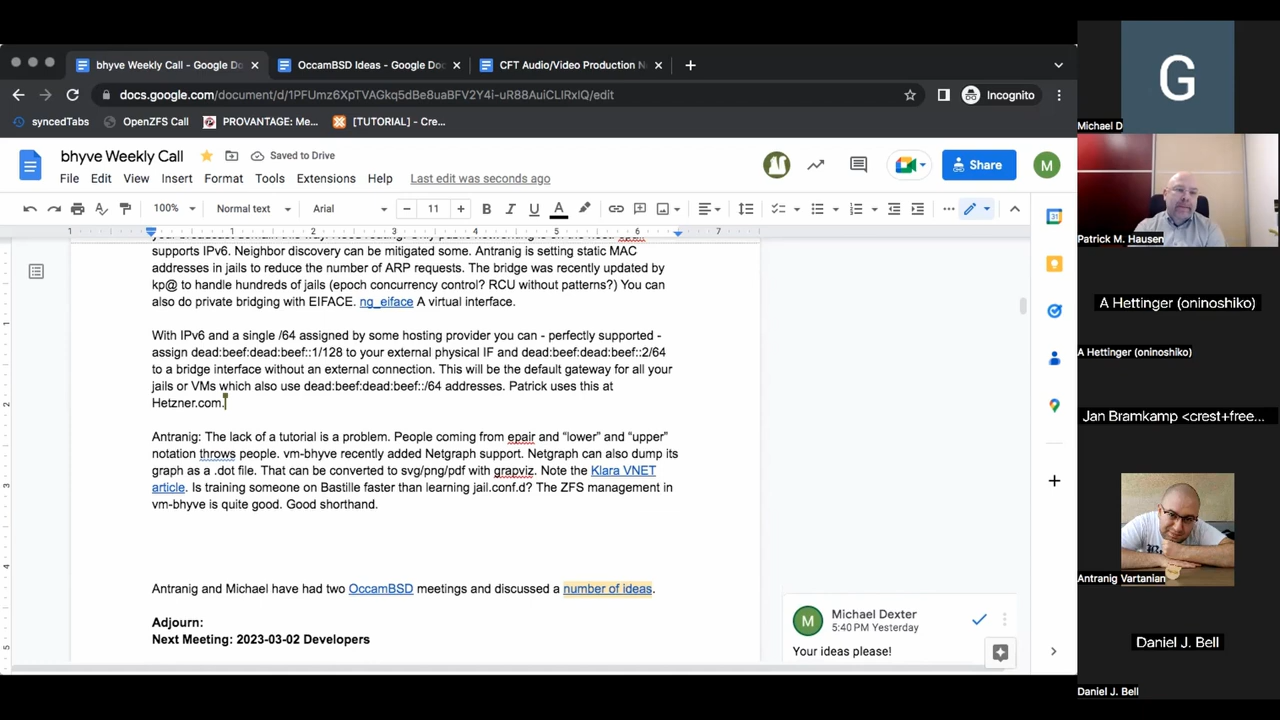 bhyve Weekly Call - Google Do
OccamBSD Ideas - Google Doc
CFT Audio/Video Production N
docs.google.com/document/d/1PFUmz6XpTVAGkq5dBe8uaBFV2Y4i-uR88AuiCLlRxIQ/edit
Incognito
syncedTabs
OpenZFS Call
PROVANTAGE: Me...
[TUTORIAL] - Cre...
bhyve Weekly Call
Saved to Drive
File Edit View Insert Format Tools Extensions Help Last edit was seconds ago
Share
M
100% Normal text Arial 11 B I U A
1 1 2 3 4 5 6 7
supports IPv6. Neighbor discovery can be mitigated some. Antranig is setting static MAC
addresses in jails to reduce the number of ARP requests. The bridge was recently updated by
kp@ to handle hundreds of jails (epoch concurrency control? RCU without patterns?) You can
also do private bridging with EIFACE. ng_eiface A virtual interface.
With IPv6 and a single /64 assigned by some hosting provider you can - perfectly supported -
assign dead:beef:dead:beef::1/128 to your external physical IF and dead:beef:dead:beef::2/64
to a bridge interface without an external connection. This will be the default gateway for all your
jails or VMs which also use dead:beef:dead:beef::/64 addresses. Patrick uses this at
Hetzner.com.
Antranig: The lack of a tutorial is a problem. People coming from epair and “lower” and “upper”
notation throws people. vm-bhyve recently added Netgraph support. Netgraph can also dump its
graph as a .dot file. That can be converted to svg/png/pdf with grapviz. Note the Klara VNET
article. Is training someone on Bastille faster than learning jail.conf.d? The ZFS management in
vm-bhyve is quite good. Good shorthand.
Antranig and Michael have had two OccamBSD meetings and discussed a number of ideas.
Adjourn:
Next Meeting: 2023-03-02 Developers
1
2
3
4
5
M
Michael Dexter
5:40 PM Yesterday
Your ideas please!
G
Michael D
Patrick M. Hausen
A Hettinger (oninoshiko)
A Hettinger (oninoshiko)
Jan Bramkamp <crest+free...
Antranig Vartanian
Daniel J. Bell
Daniel J. Bell